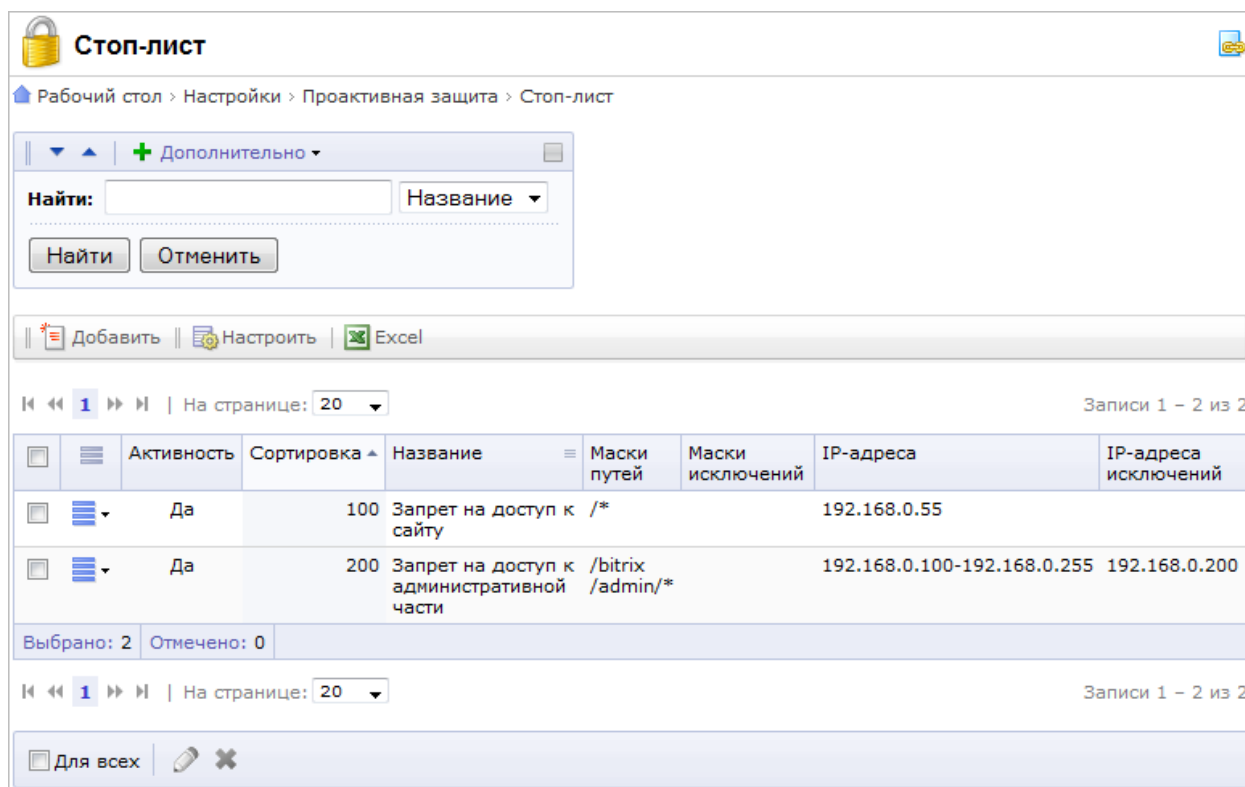 Стоп-лист
Рабочий стол > Настройки > Проактивная защита > Стоп-лист
Дополнительно
Найти: Название
Найти Отменить
Добавить Настроить Excel
1 | На странице: 20 Записи 1 – 2 из 2
Активность Сортировка Название Маски путей Маски исключений IP-адреса IP-адреса исключений
Да 100 Запрет на доступ к сайту /* 192.168.0.55
Да 200 Запрет на доступ к административной части /bitrix /admin/* 192.168.0.100-192.168.0.255 192.168.0.200
Выбрано: 2 Отмечено: 0
1 | На странице: 20 Записи 1 – 2 из 2
Для всех